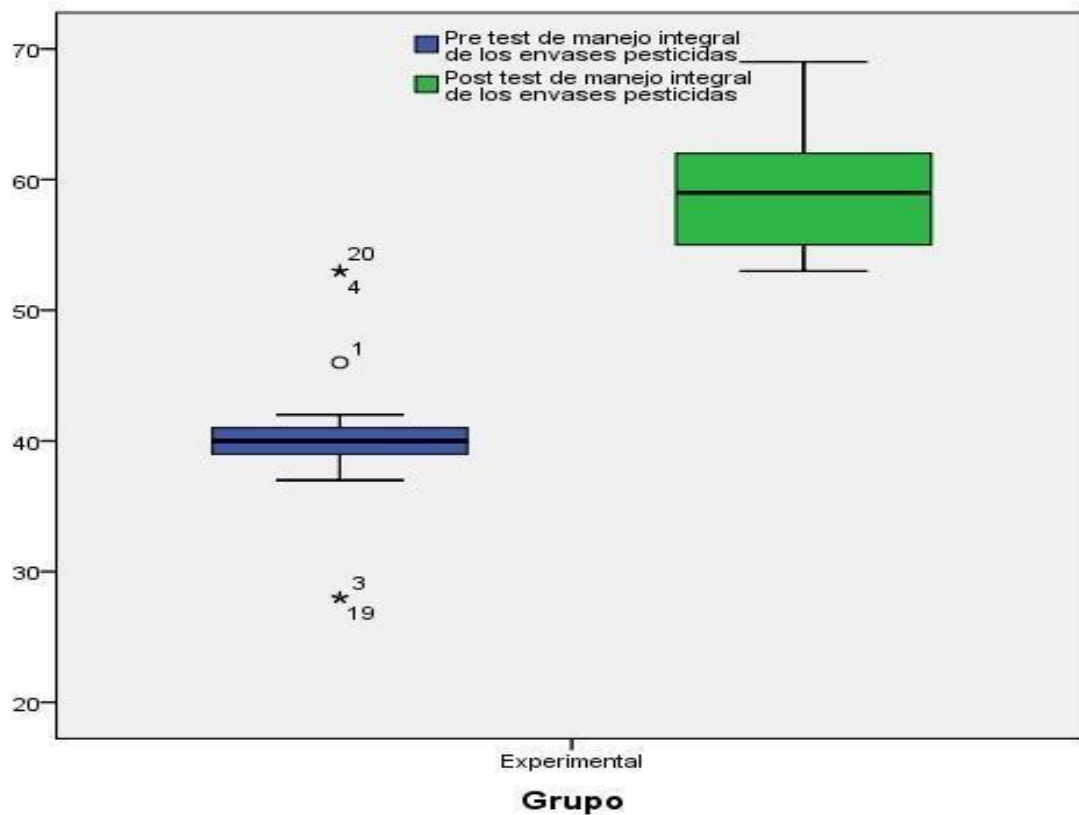 Pre test de manejo integral
de los envases pesticidas
Post test de manejo integral
de los envases pesticidas
70
60
50
40
30
20
20
4
1
3
19
Experimental
Grupo